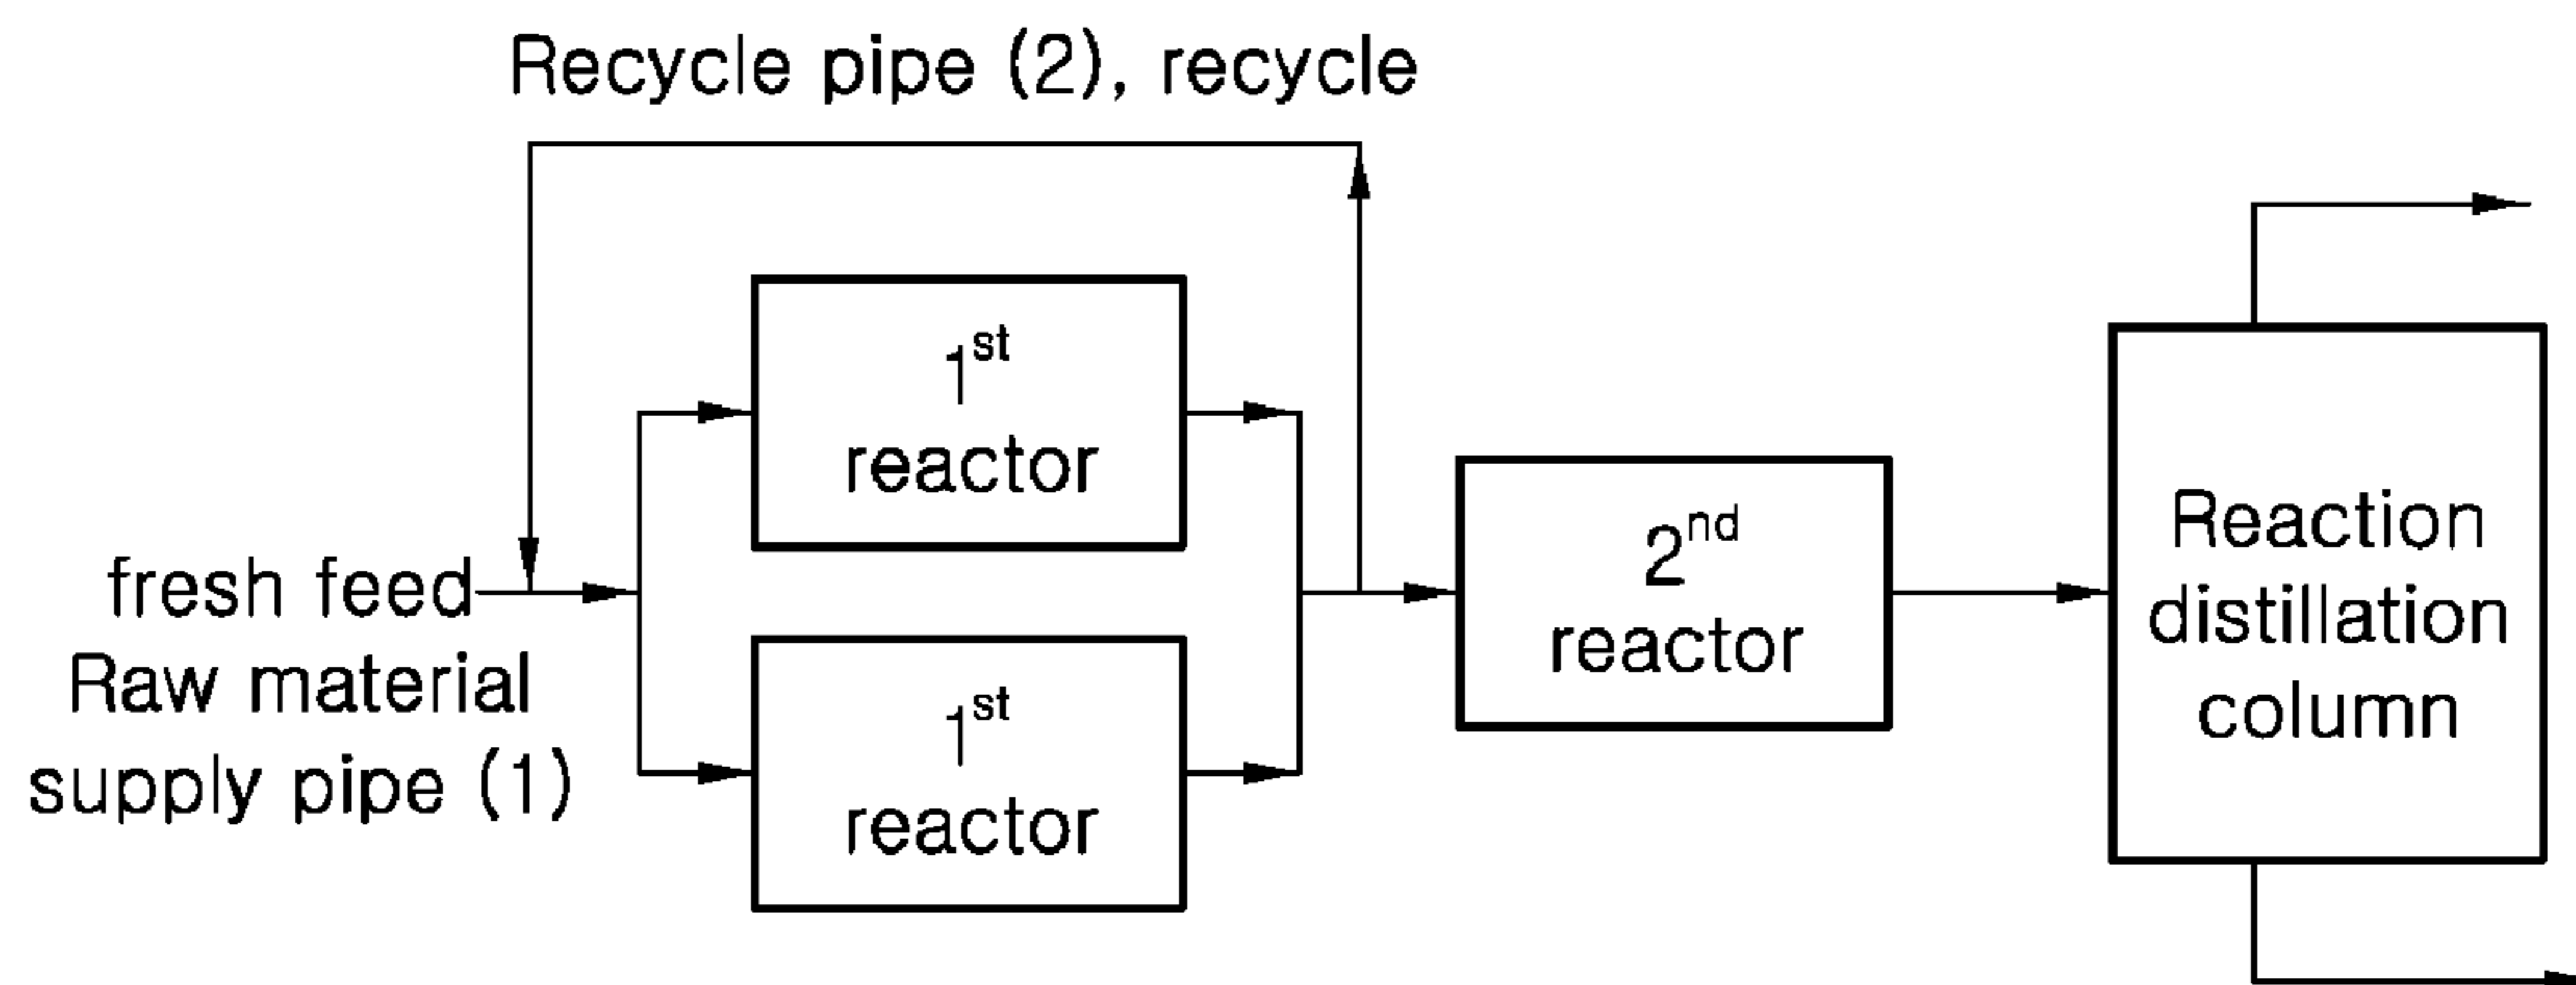 Recycle pipe (2), recycle
1st
reactor
fresh feed
Raw material
supply pipe (1)
1st
reactor
2nd
reactor
Reaction
distillation
column